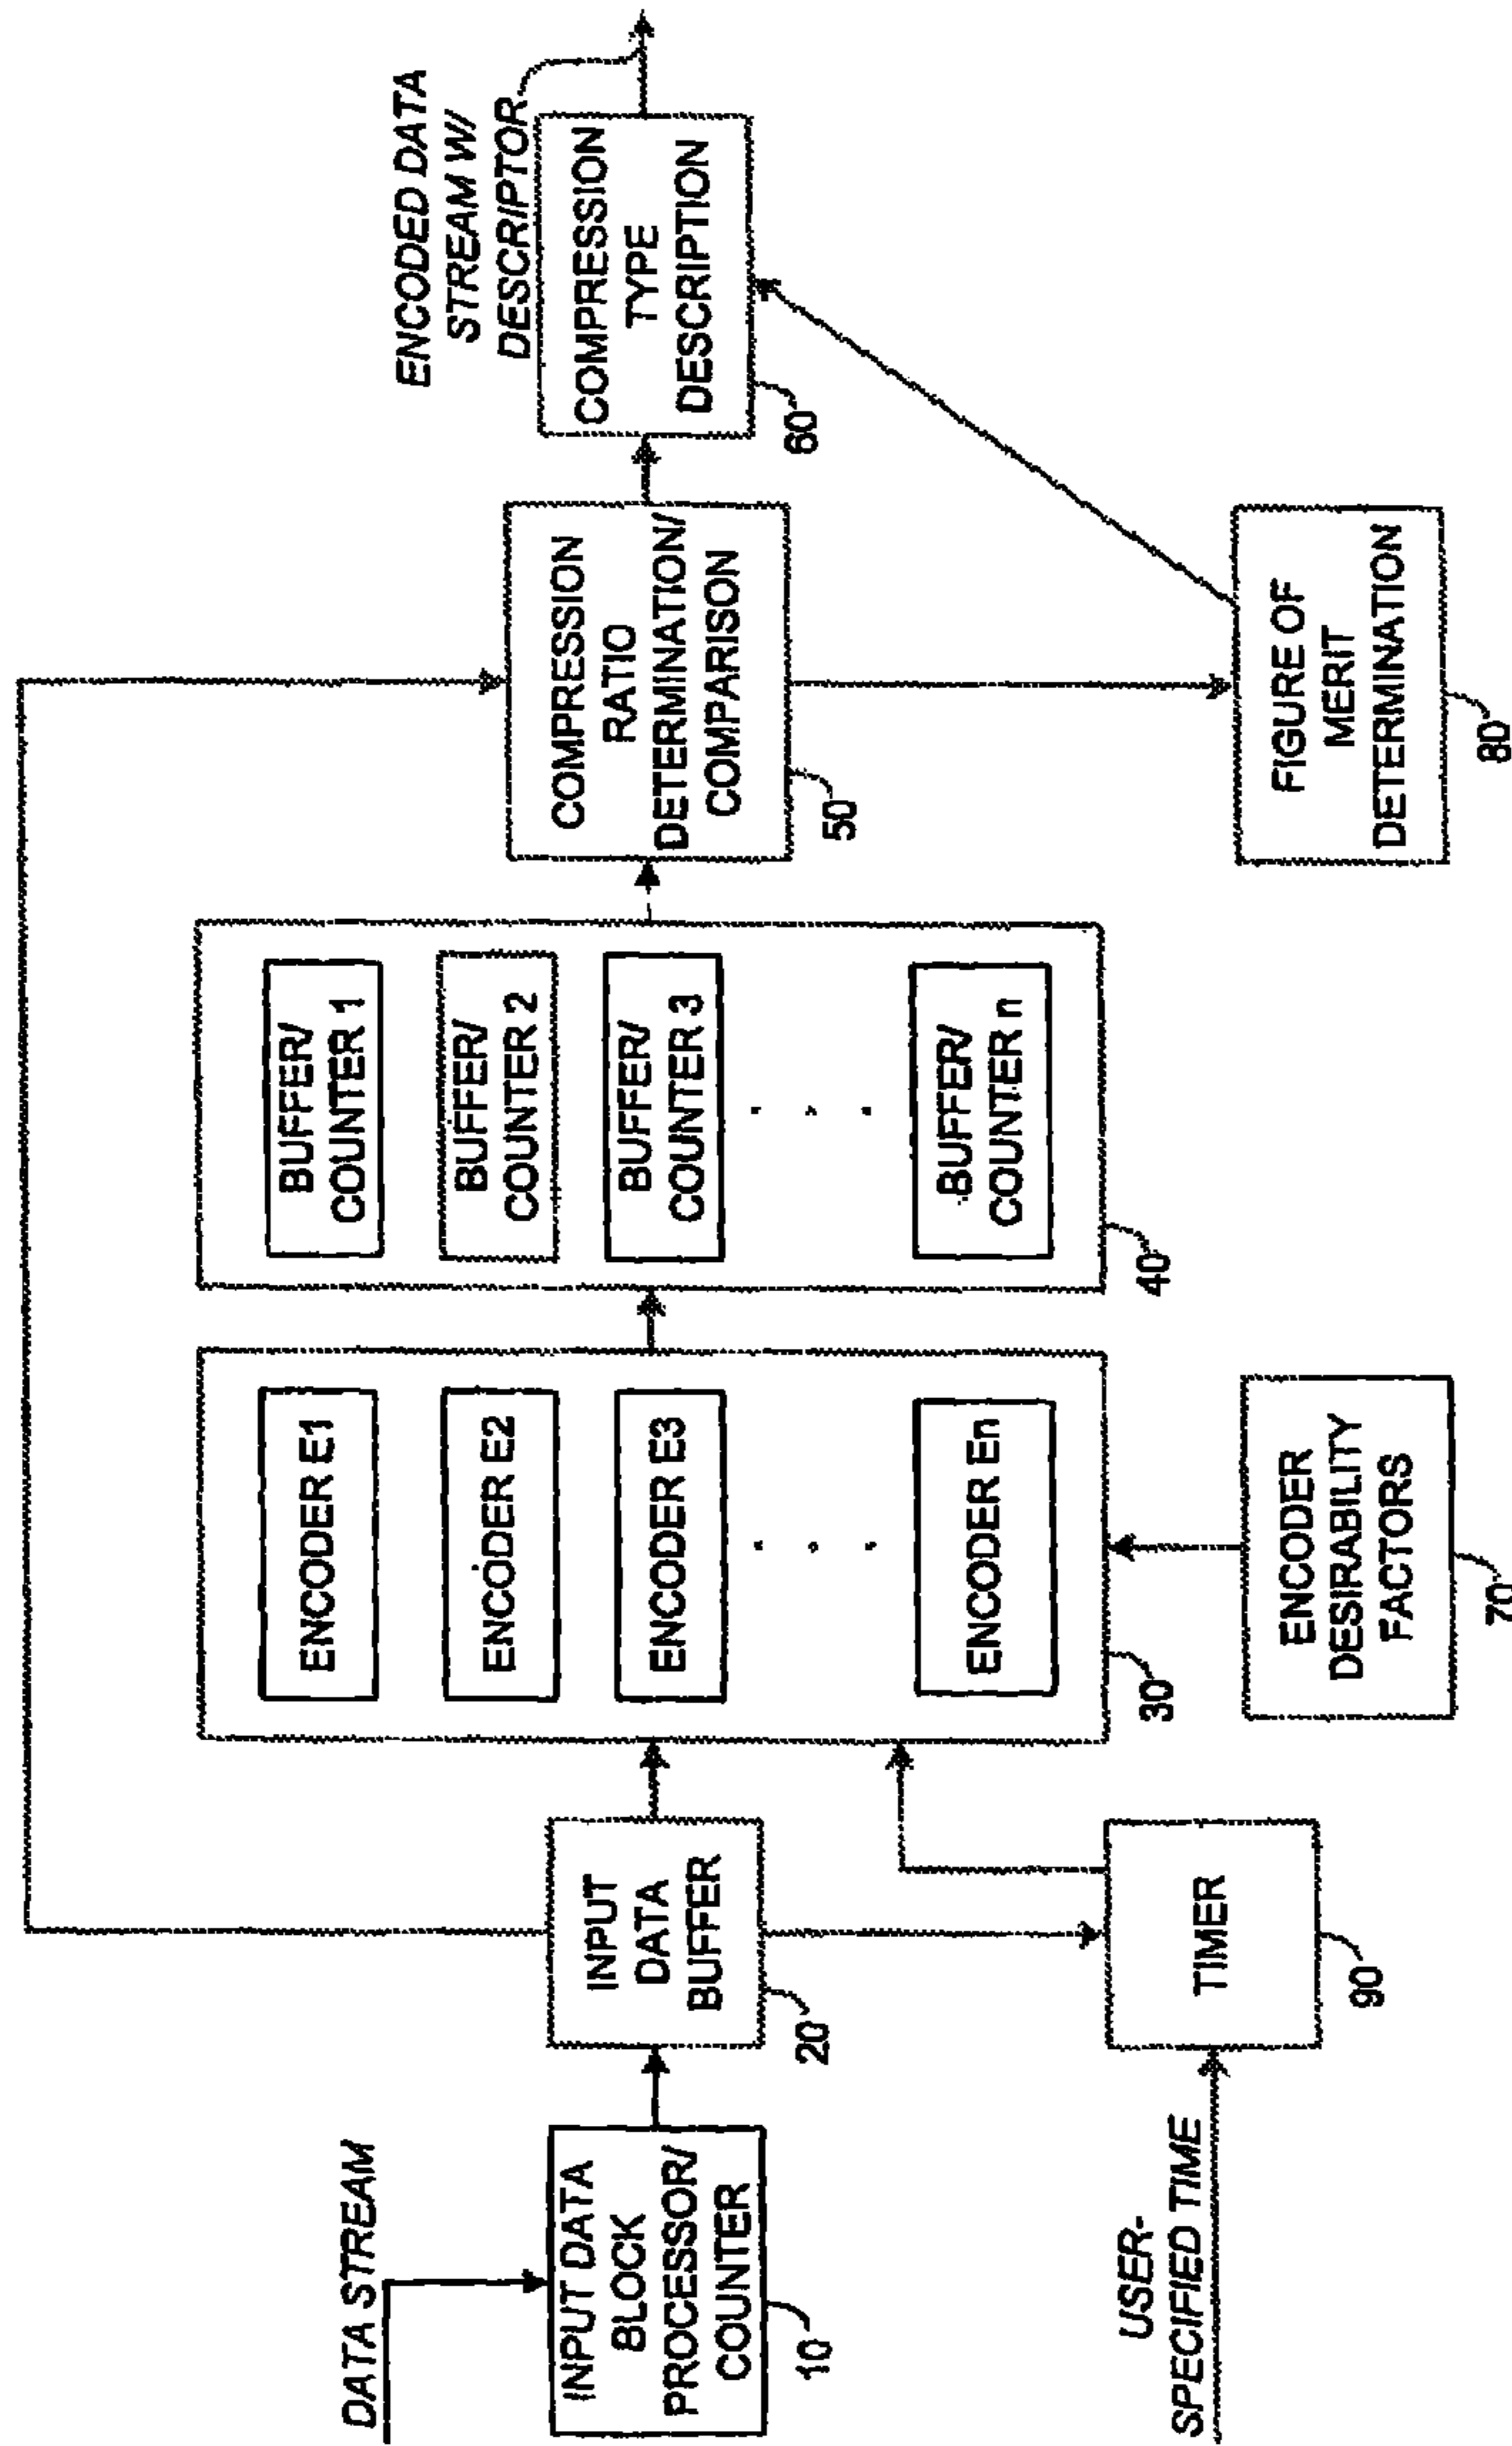 DATA STREAM
INPUT DATA
BLOCK
PROCESSOR/
COUNTER
10
INPUT
DATA
BUFFER
20
USER-
SPECIFIED TIME
TIMER
90
ENCODER E1
ENCODER E2
ENCODER E3
. . .
ENCODER En
30
ENCODER
DESIRABILITY
FACTORS
70
BUFFER/
COUNTER 1
BUFFER/
COUNTER 2
BUFFER/
COUNTER 3
. . .
BUFFER/
COUNTER n
40
COMPRESSION
RATIO
DETERMINATION/
COMPARISON
50
FIGURE OF
MERIT
DETERMINATION
80
COMPRESSION
TYPE
DESCRIPTION
60
ENCODED DATA
STREAM W/
DESCRIPTOR